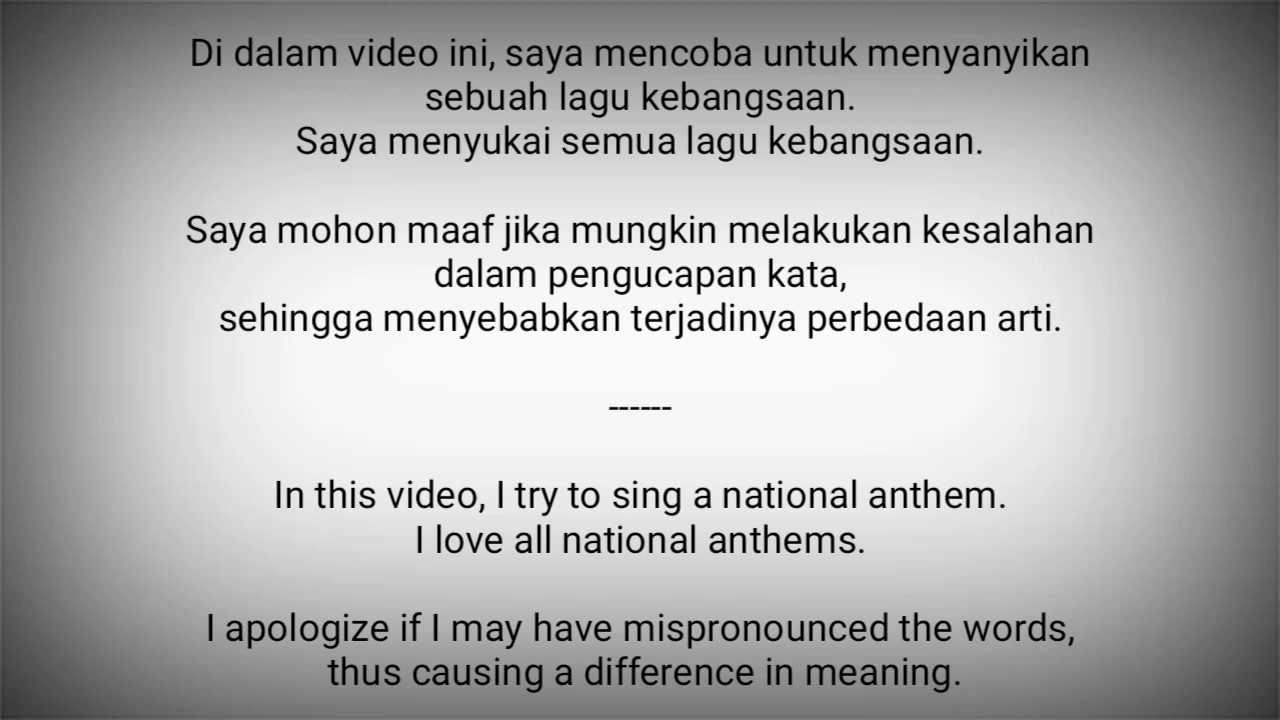 Di dalam video ini, saya mencoba untuk menyanyikan
sebuah lagu kebangsaan.
Saya menyukai semua lagu kebangsaan.
Saya mohon maaf jika mungkin melakukan kesalahan
dalam pengucapan kata,
sehingga menyebabkan terjadinya perbedaan arti.
------
In this video, I try to sing a national anthem.
I love all national anthems.
I apologize if I may have mispronounced the words,
thus causing a difference in meaning.